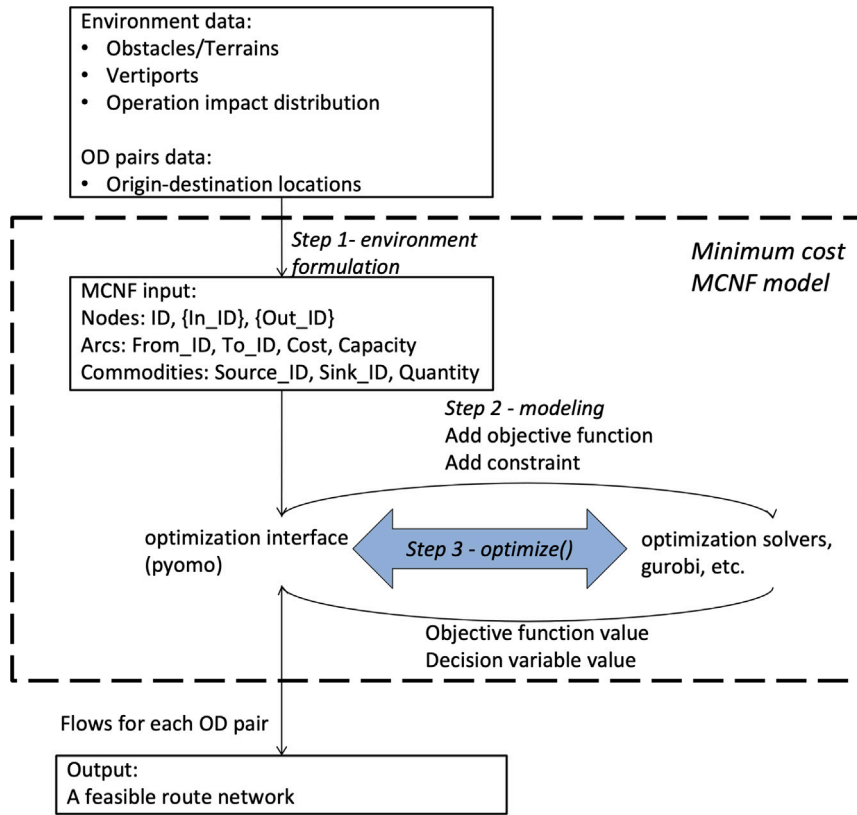 Environment data:
• Obstacles/Terrains
• Vertiports
• Operation impact distribution
OD pairs data:
• Origin-destination locations
Step 1- environment
formulation
Minimum cost
MCNF model
MCNF input:
Nodes: ID, {In_ID}, {Out_ID}
Arcs: From_ID, To_ID, Cost, Capacity
Commodities: Source_ID, Sink_ID, Quantity
Step 2 - modeling
Add objective function
Add constraint
optimization interface
(pyomo)
Step 3 - optimize()
optimization solvers,
gurobi, etc.
Objective function value
Decision variable value
Flows for each OD pair
Output:
A feasible route network